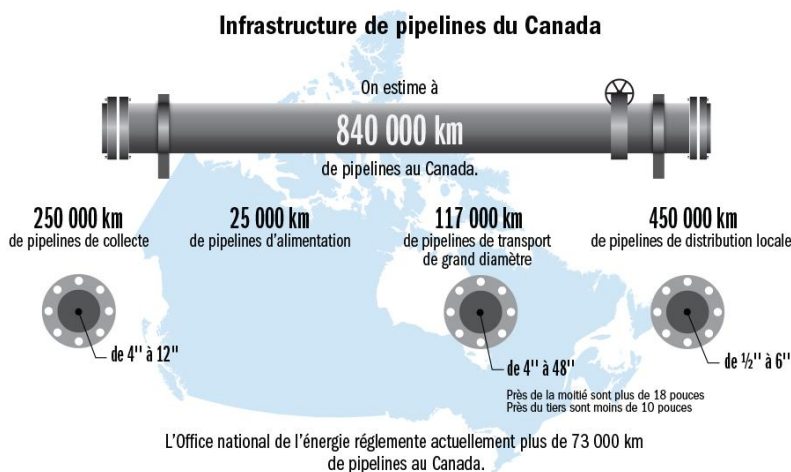 Infrastructure de pipelines du Canada
On estime à
840 000 km
de pipelines au Canada.
250 000 km
de pipelines de collecte
25 000 km
de pipelines d'alimentation
117 000 km
de pipelines de transport
de grand diamètre
450 000 km
de pipelines de distribution locale
de 4'' à 12''
de 4'' à 48''
de ½'' à 6''
Près de la moitié sont plus de 18 pouces
Près du tiers sont moins de 10 pouces
L'Office national de l'énergie réglemente actuellement plus de 73 000 km
de pipelines au Canada.